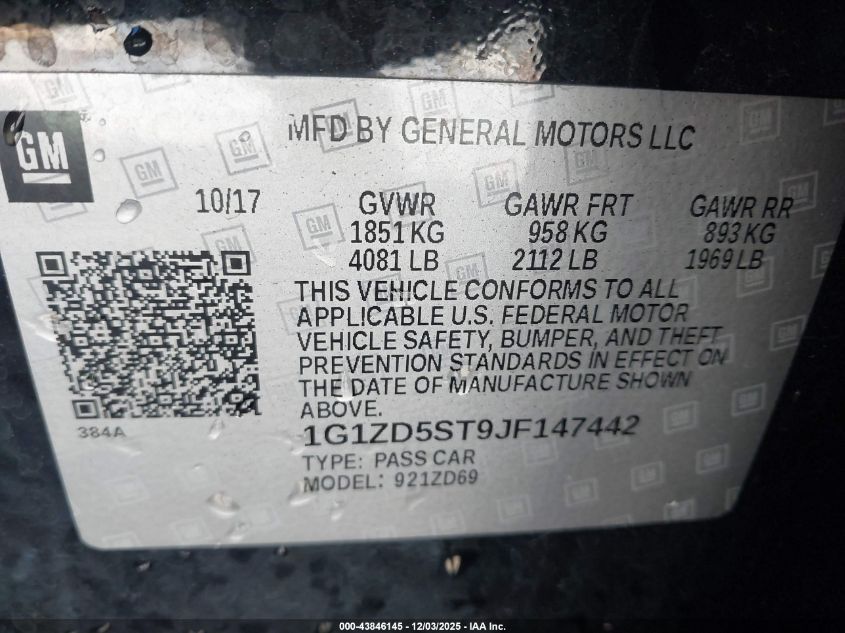 MFD BY GENERAL MOTORS LLC
GM
10/17 GVWR GAWR FRT GAWR RR
1851 KG 958 KG 893 KG
4081 LB 2112 LB 1969 LB
THIS VEHICLE CONFORMS TO ALL
APPLICABLE U.S. FEDERAL MOTOR
VEHICLE SAFETY, BUMPER, AND THEFT
PREVENTION STANDARDS IN EFFECT ON
THE DATE OF MANUFACTURE SHOWN
ABOVE.
384A
1G1ZD5ST9JF147442
TYPE: PASS CAR
MODEL: 921ZD69
000-43846145 - 12/03/2025 - IAA Inc.